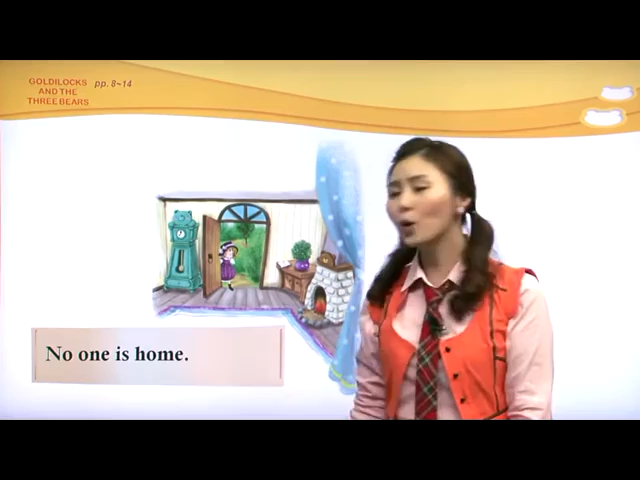 GOLDILOCKS pp. 8~14
AND THE
THREE BEARS
No one is home.